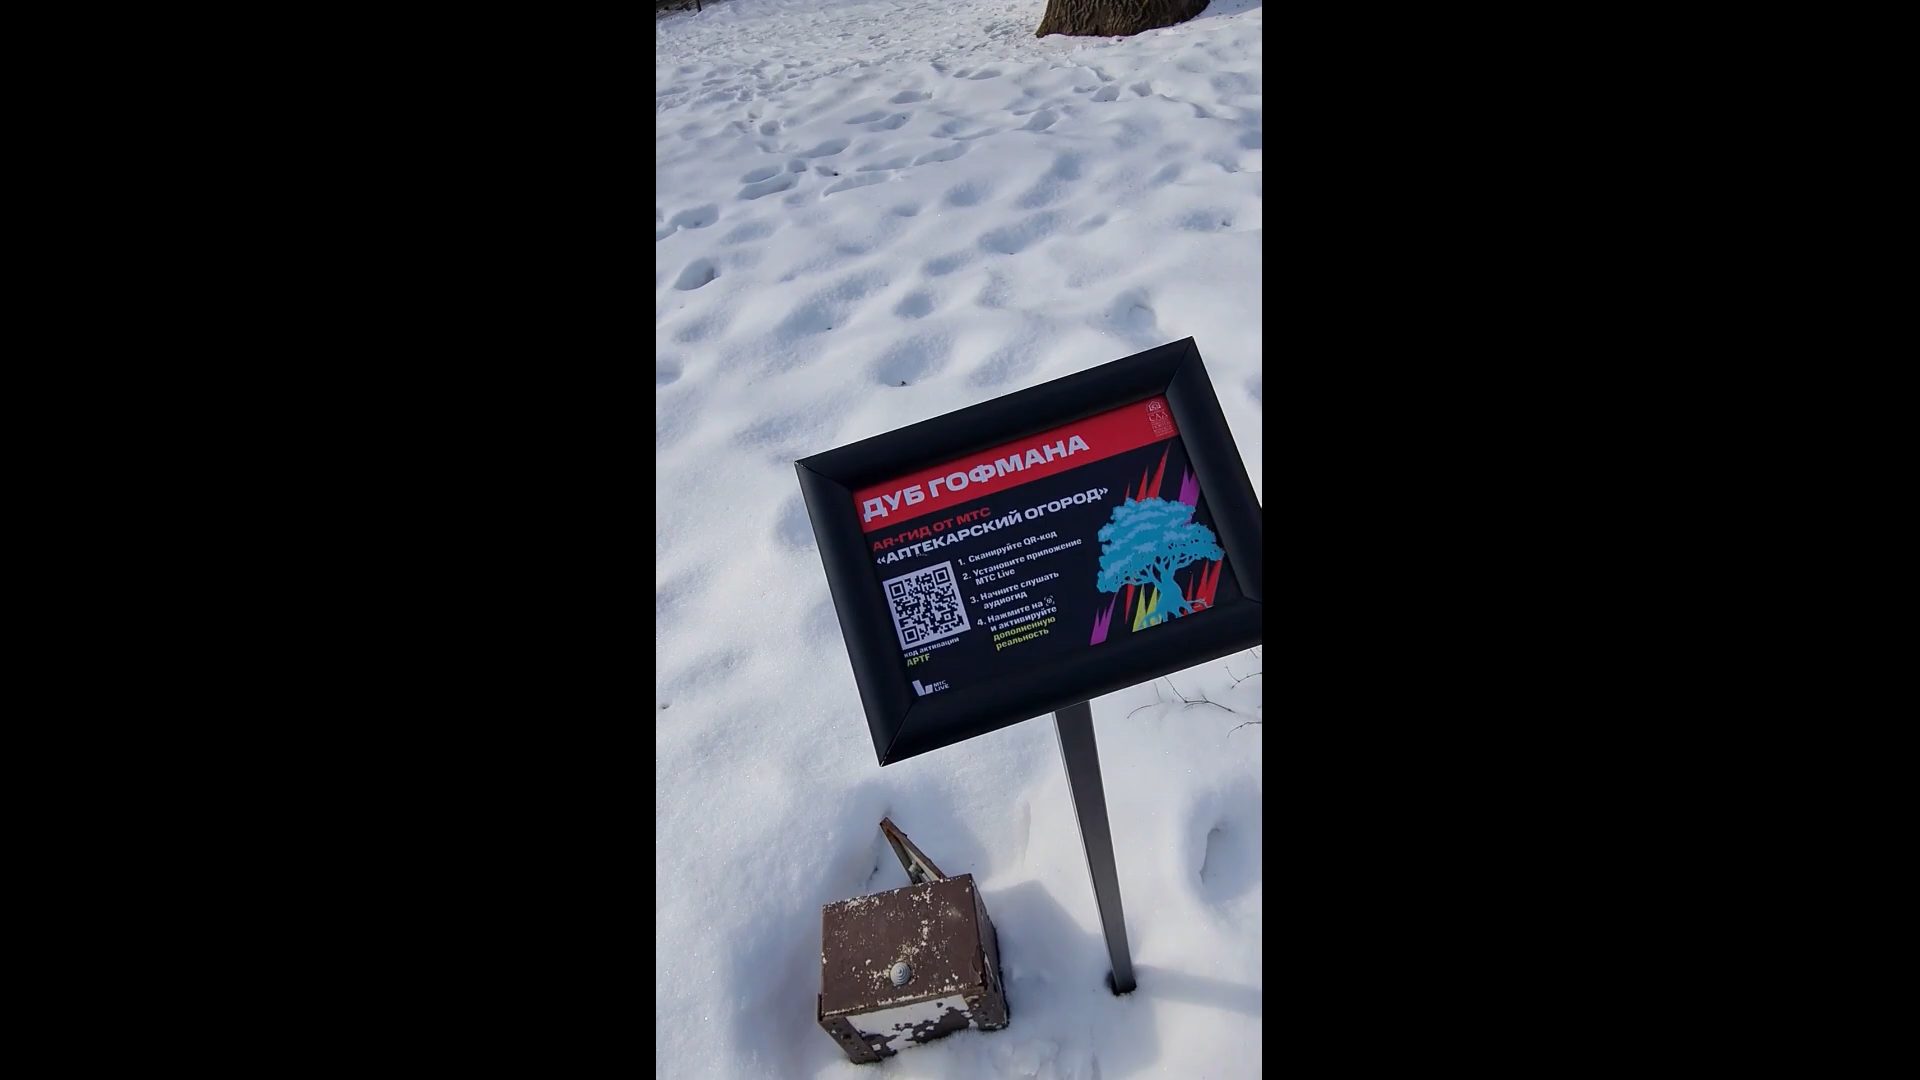 ДУБ ГОФМАНА
AR-ГИД ОТ МТС
«АПТЕКАРСКИЙ ОГОРОД»
1. Сканируйте QR-код
2. Установите приложение
МТС Live
3. Начните слушать
аудиогид
4. Нажмите на
и активируйте
дополненную
реальность
код активации
APTF
МТС
LIVE
САД